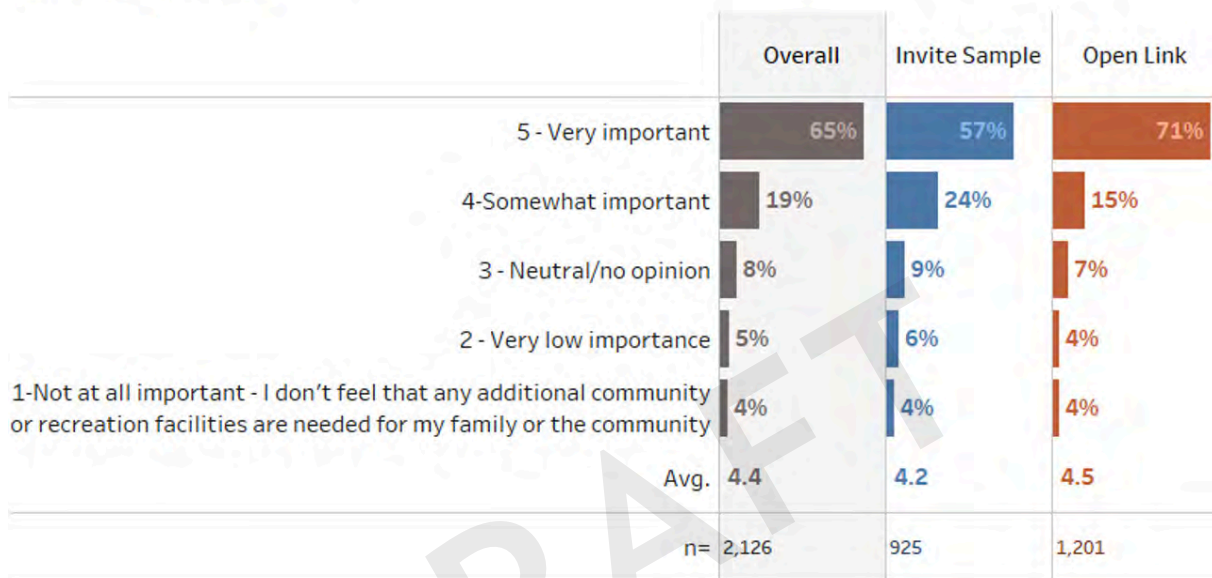 Overall Invite Sample Open Link
5 - Very important 65% 57% 71%
4-Somewhat important 19% 24% 15%
3 - Neutral/no opinion 8% 9% 7%
2 - Very low importance 5% 6% 4%
1-Not at all important - I don’t feel that any additional community
or recreation facilities are needed for my family or the community 4% 4% 4%
Avg. 4.4 4.2 4.5
n= 2,126 925 1,201
DRAFT